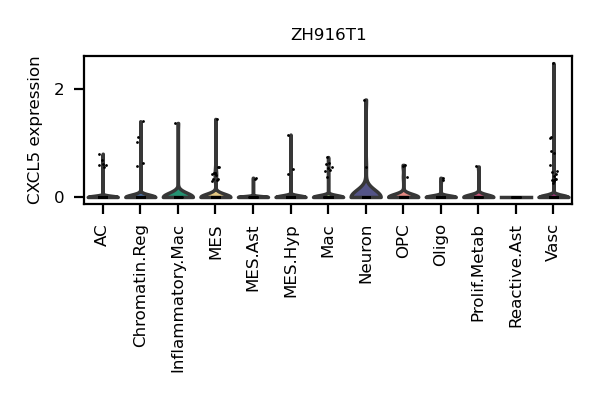 ZH916T1
CXCL5 expression
2
0
AC
Chromatin.Reg
Inflammatory.Mac
MES
MES.Ast
MES.Hyp
Mac
Neuron
OPC
Oligo
Prolif.Metab
Reactive.Ast
Vasc